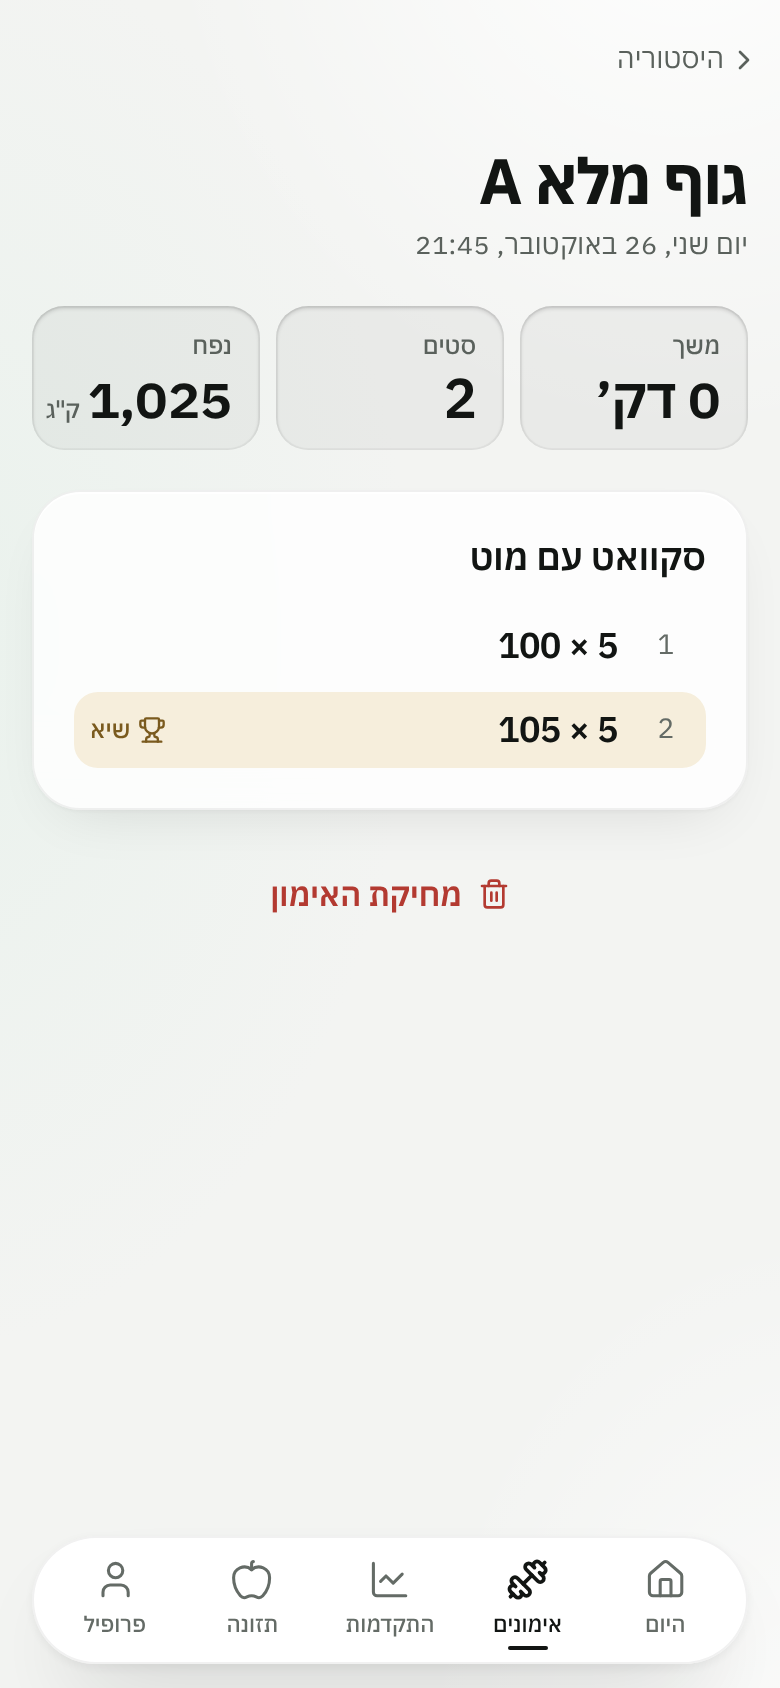 היסטוריה
גוף מלא A
יום שני, 26 באוקטובר, 21:45
משך
0 דק׳
סטים
2
נפח
1,025 ק"ג
סקוואט עם מוט
1 100 × 5
2 105 × 5 שיא
מחיקת האימון
היום
אימונים
התקדמות
תזונה
פרופיל